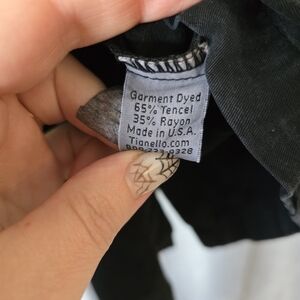 Garment Dyed
65% Tencel
35% Rayon
Made in U.S.A.
Tianello.com